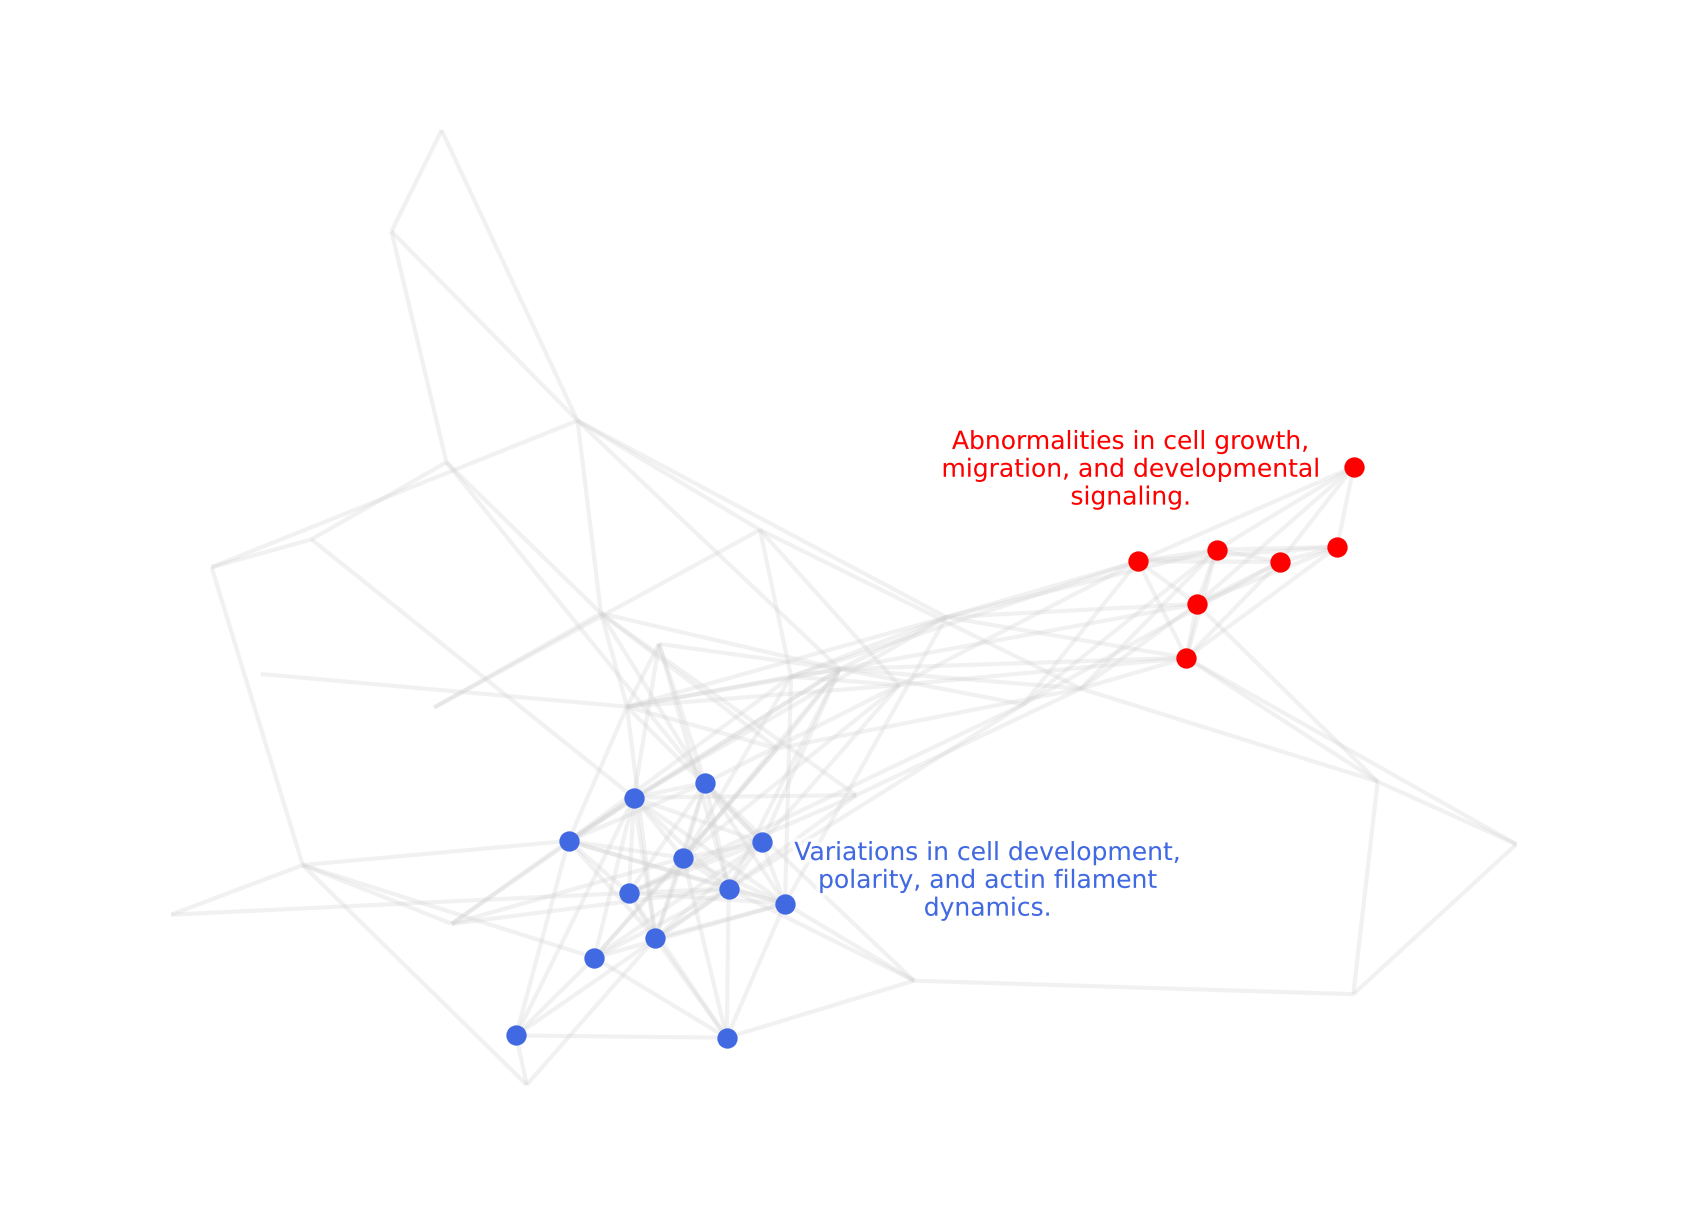 Abnormalities in cell growth,
migration, and developmental
signaling.
Variations in cell development,
polarity, and actin filament
dynamics.